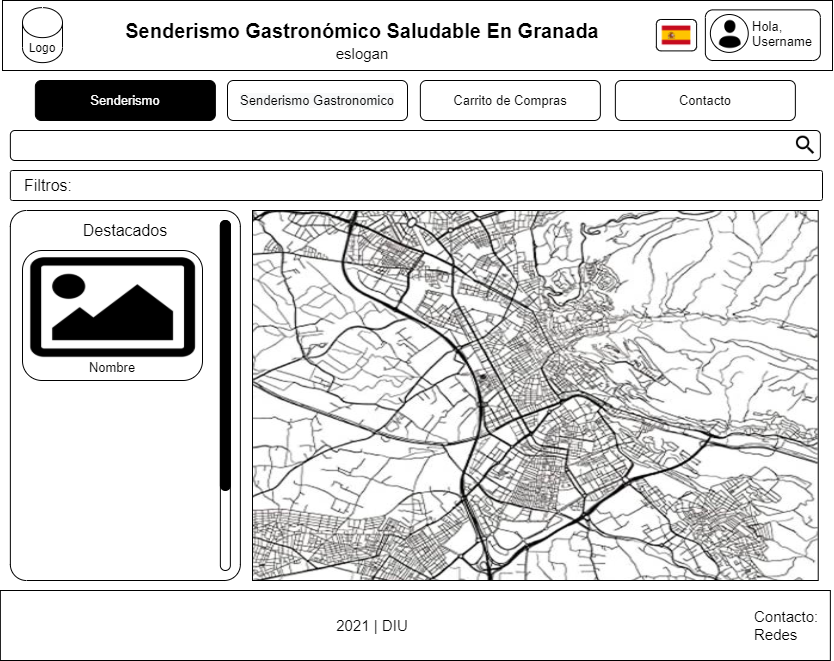 Logo
Senderismo Gastronómico Saludable En Granada
eslogan
Hola,
Username
Senderismo
Senderismo Gastronomico
Carrito de Compras
Contacto
Filtros:
Destacados
Nombre
2021 | DIU
Contacto:
Redes